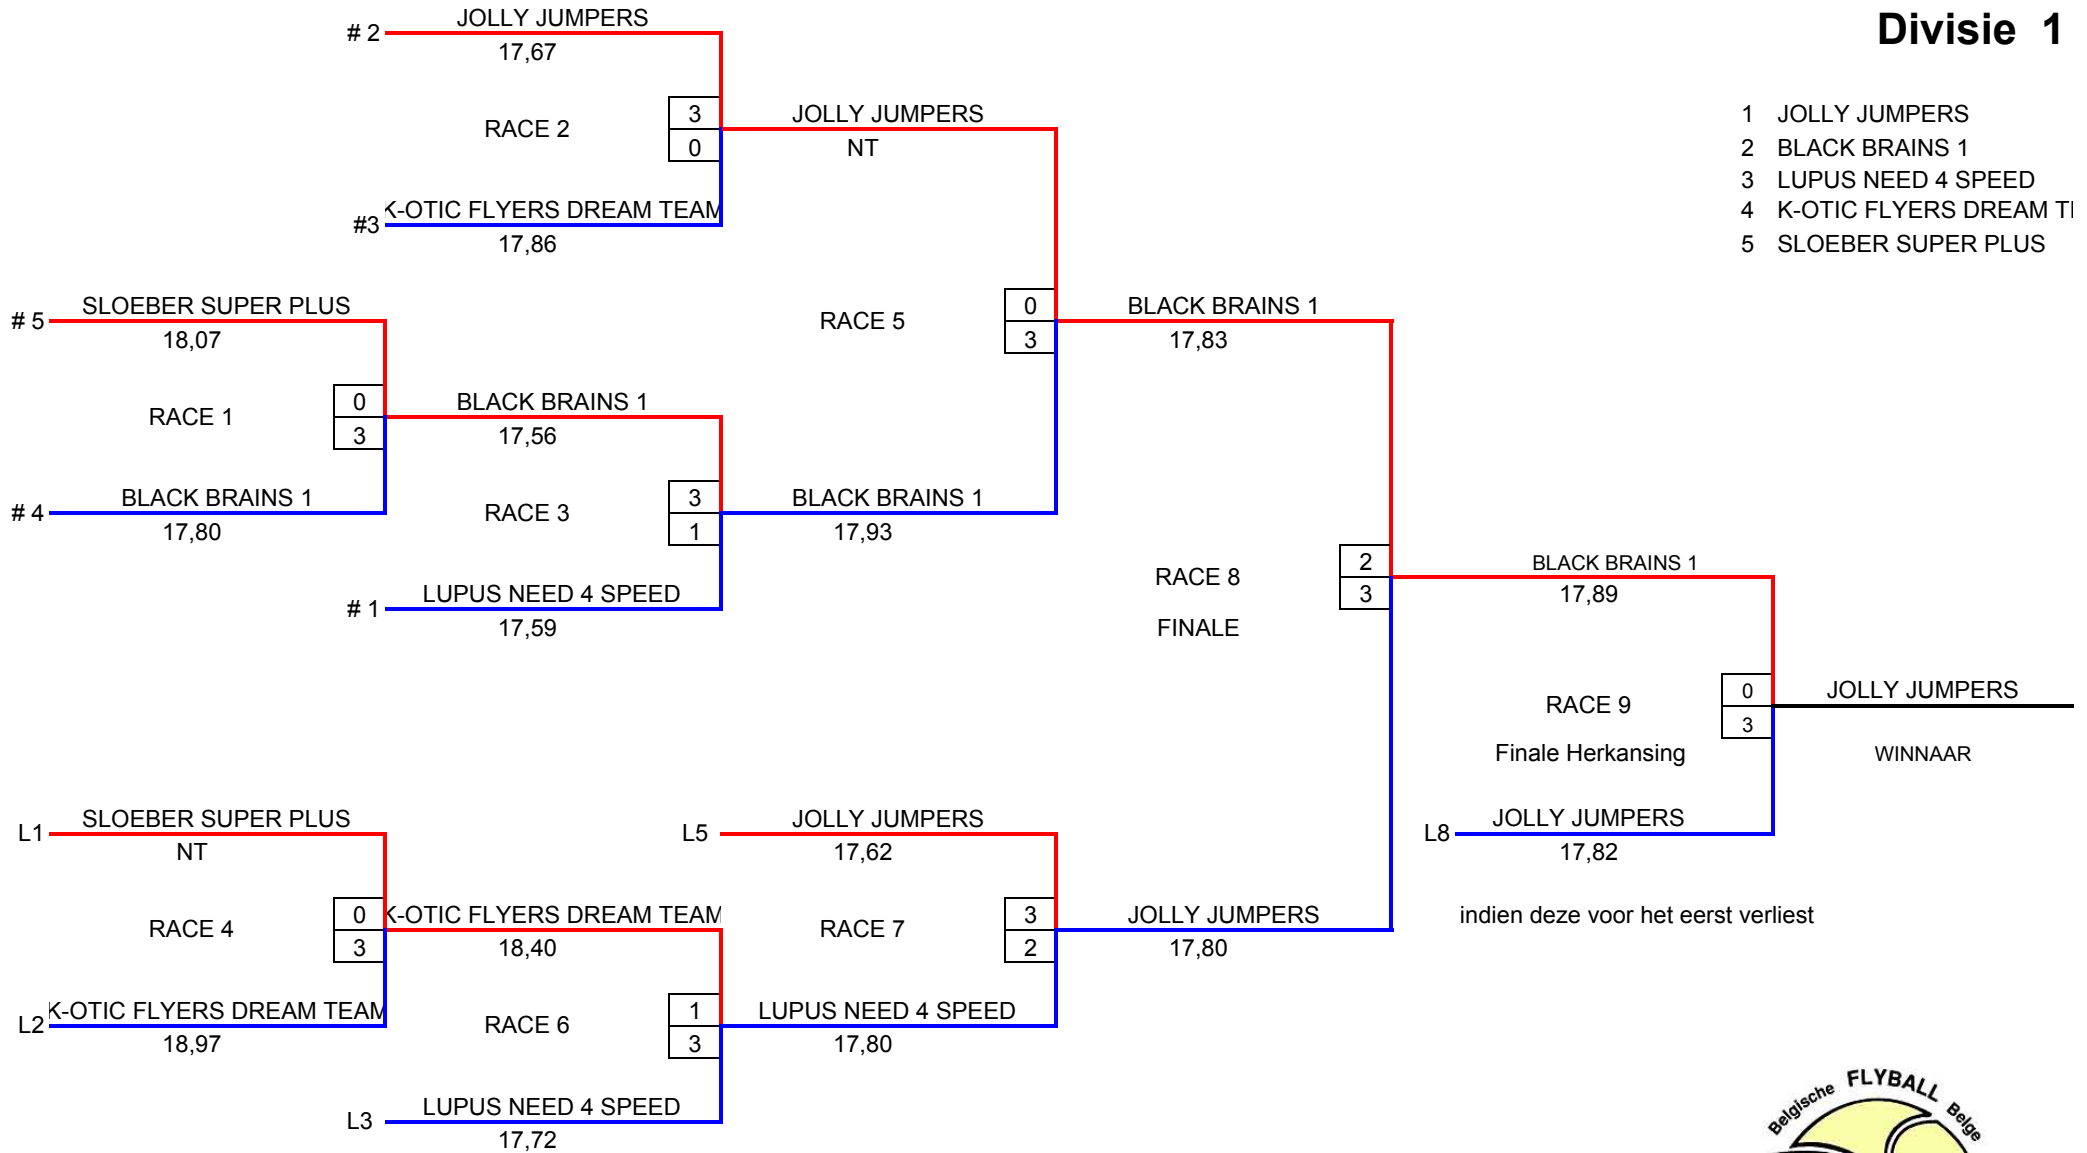 Divisie 1
1 JOLLY JUMPERS
2 BLACK BRAINS 1
3 LUPUS NEED 4 SPEED
4 K-OTIC FLYERS DREAM
5 SLOEBER SUPER PLUS
# 2 JOLLY JUMPERS
17,67
RACE 2
3
0
#3 K-OTIC FLYERS DREAM TEAM
17,86
JOLLY JUMPERS
NT
# 5 SLOEBER SUPER PLUS
18,07
RACE 1
0
3
# 4 BLACK BRAINS 1
17,80
BLACK BRAINS 1
17,56
RACE 3
3
1
# 1 LUPUS NEED 4 SPEED
17,59
BLACK BRAINS 1
17,93
RACE 5
0
3
BLACK BRAINS 1
17,83
RACE 8
FINALE
2
3
BLACK BRAINS 1
17,89
RACE 9
Finale Herkansing
0
3
JOLLY JUMPERS
WINNAAR
L8 JOLLY JUMPERS
17,82
indien deze voor het eerst verliest
L1 SLOEBER SUPER PLUS
NT
RACE 4
0
3
L2 K-OTIC FLYERS DREAM TEAM
18,97
K-OTIC FLYERS DREAM TEAM
18,40
RACE 6
1
3
L3 LUPUS NEED 4 SPEED
17,72
L5 JOLLY JUMPERS
17,62
RACE 7
3
2
LUPUS NEED 4 SPEED
17,80
JOLLY JUMPERS
17,80
Belgische FLYBALL Belge